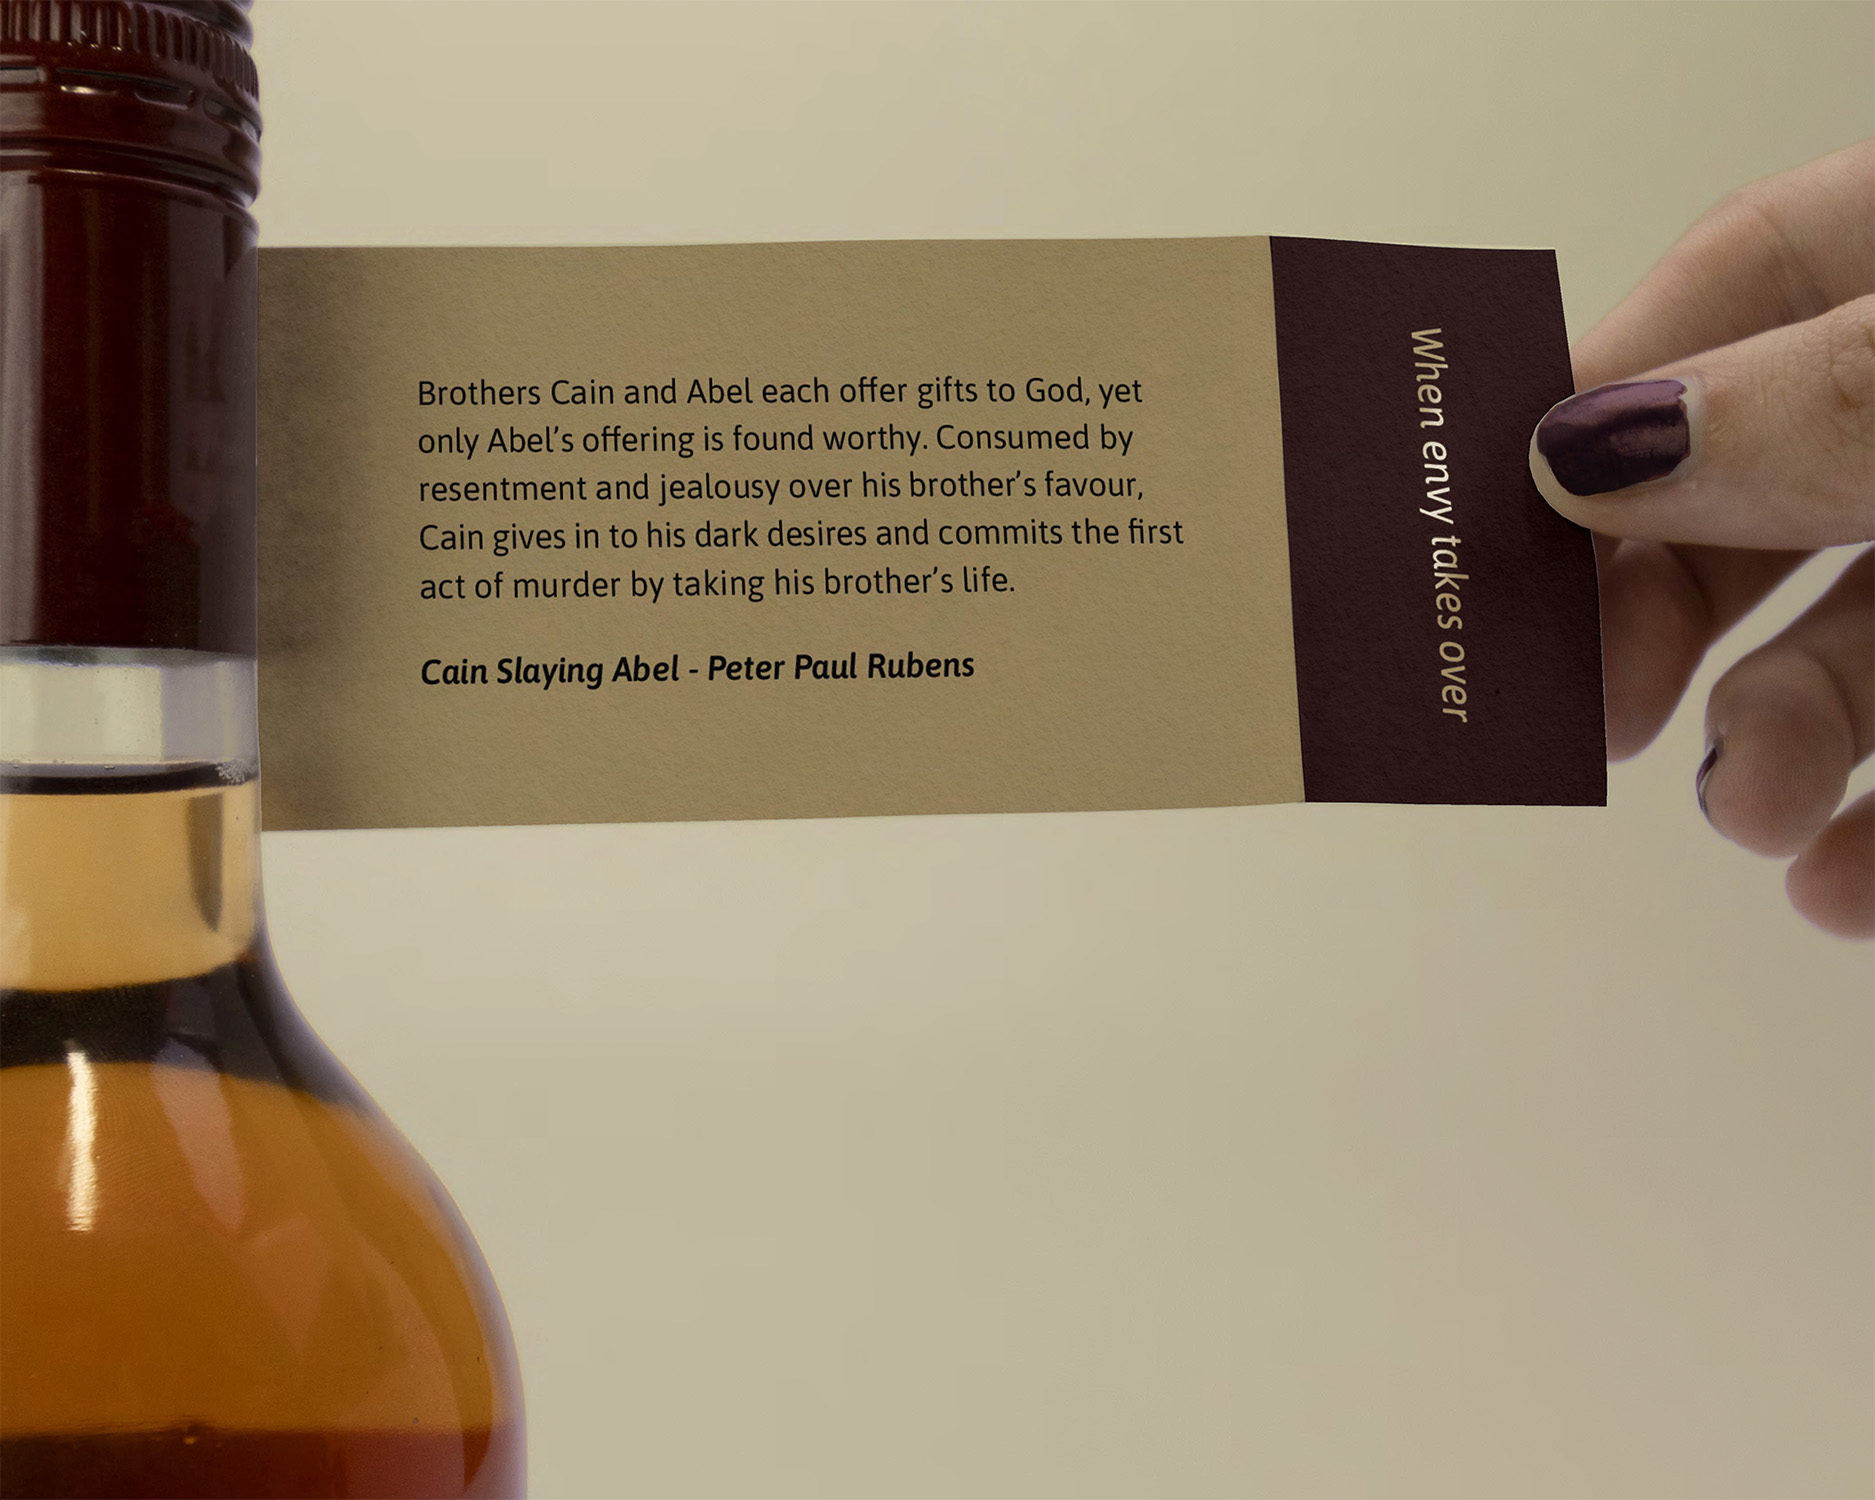 Brothers Cain and Abel each offer gifts to God, yet
only Abel’s offering is found worthy. Consumed by
resentment and jealousy over his brother’s favour,
Cain gives in to his dark desires and commits the first
act of murder by taking his brother’s life.
Cain Slaying Abel - Peter Paul Rubens
When envy takes over